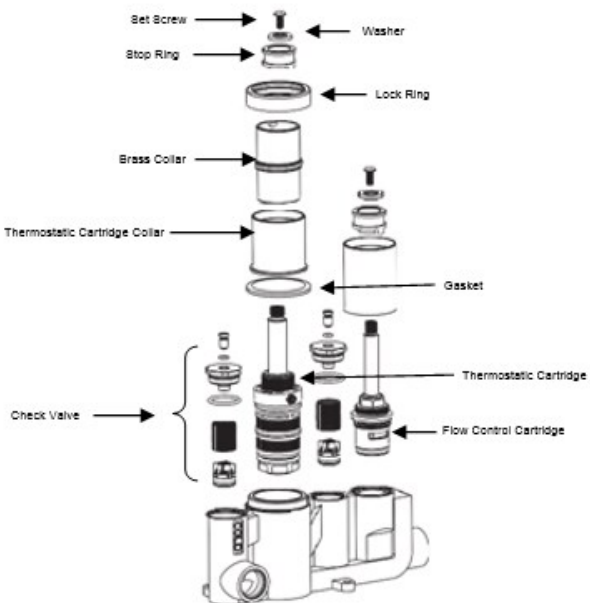 Set Screw
Washer
Stop Ring
Lock Ring
Brass Collar
Thermostatic Cartridge Collar
Gasket
Thermostatic Cartridge
Check Valve
Flow Control Cartridge